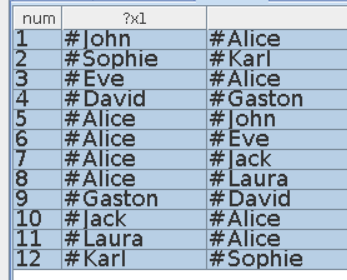 num ?x1
1 #John #Alice
2 #Sophie #Karl
3 #Eve #Alice
4 #David #Gaston
5 #Alice #John
6 #Alice #Eve
7 #Alice #Jack
8 #Alice #Laura
9 #Gaston #David
10 #Jack #Alice
11 #Laura #Alice
12 #Karl #Sophie